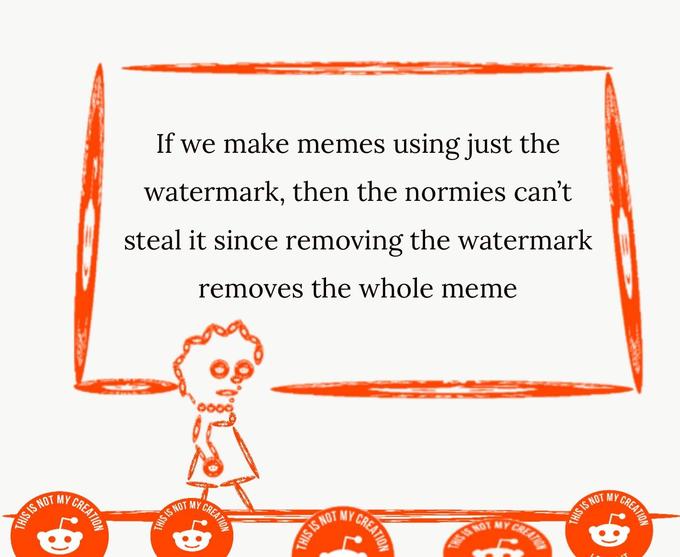 If we make memes using just the
watermark, then the normies can’t
steal it since removing the watermark
removes the whole meme
THIS IS NOT MY CREATION
THIS IS NOT MY CREATION
THIS IS NOT MY CREATION
THIS IS NOT MY CREATION
THIS IS NOT MY CREATION